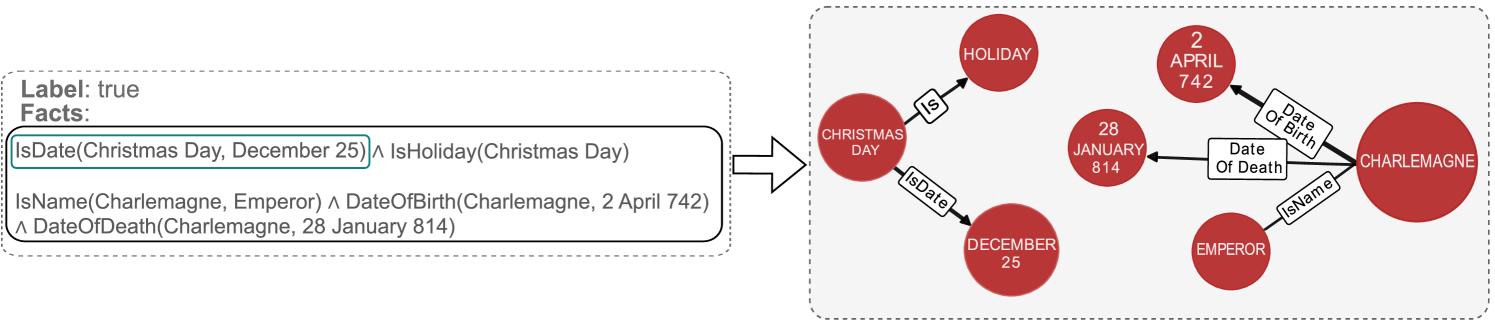 Label: true
Facts:
IsDate(Christmas Day, December 25) ∧ IsHoliday(Christmas Day)
IsName(Charlemagne, Emperor) ∧ DateOfBirth(Charlemagne, 2 April 742)
∧ DateOfDeath(Charlemagne, 28 January 814)
HOLIDAY
Is
CHRISTMAS
DAY
IsDate
DECEMBER
25
2
APRIL
742
Date
Of Birth
28
JANUARY
814
Date
Of Death
CHARLEMAGNE
IsName
EMPEROR